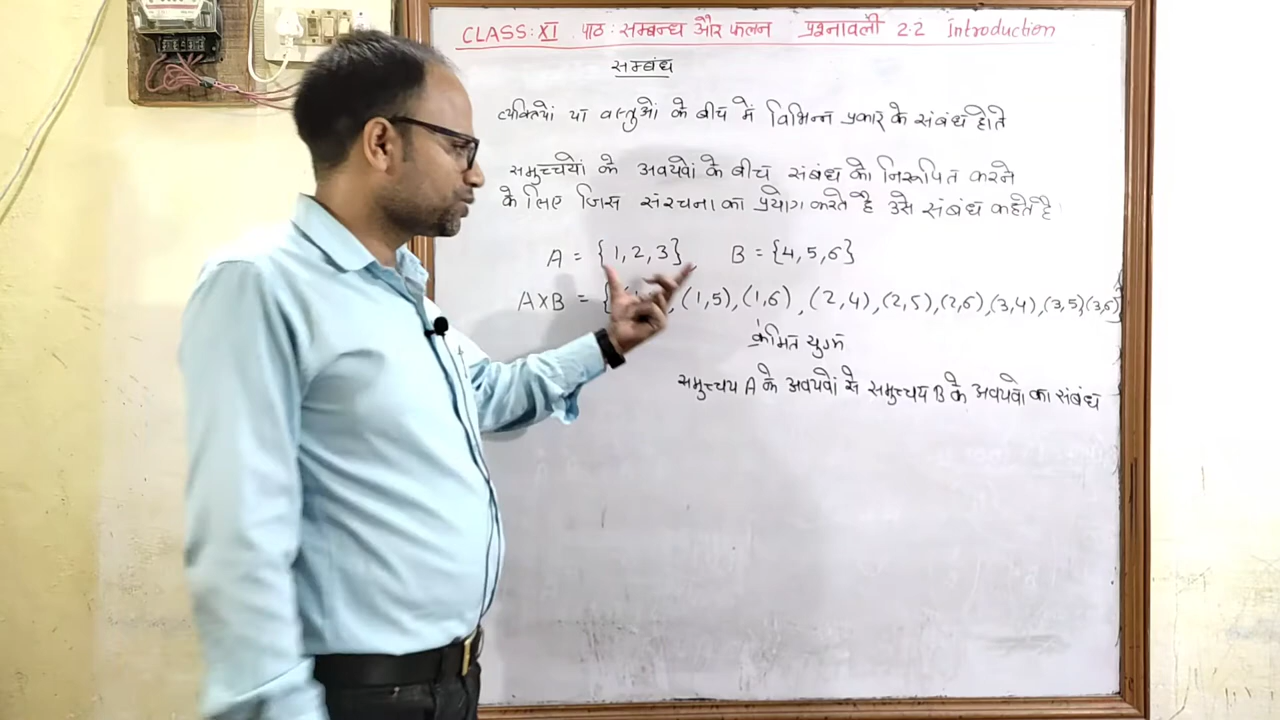 CLASS: XI पाठ: सम्बन्ध और फलन प्रश्नावली 2.2 Introduction
सम्बंध
व्यक्तियों या वस्तुओं के बीच में विभिन्न प्रकार के संबंध होते
समुच्चयों के अवयवों के बीच संबंध को निरूपित करने
के लिए जिस संरचना का प्रयोग करते है उसे संबंध कहते है
A = {1,2,3} B = {4,5,6}
AXB = { (1,5),(1,6),(2,4),(2,5),(2,6),(3,4),(3,5)(3,6)
क्रमित युग्म
समुच्चय A के अवयवों से समुच्चय B के अवयवों का संबंध